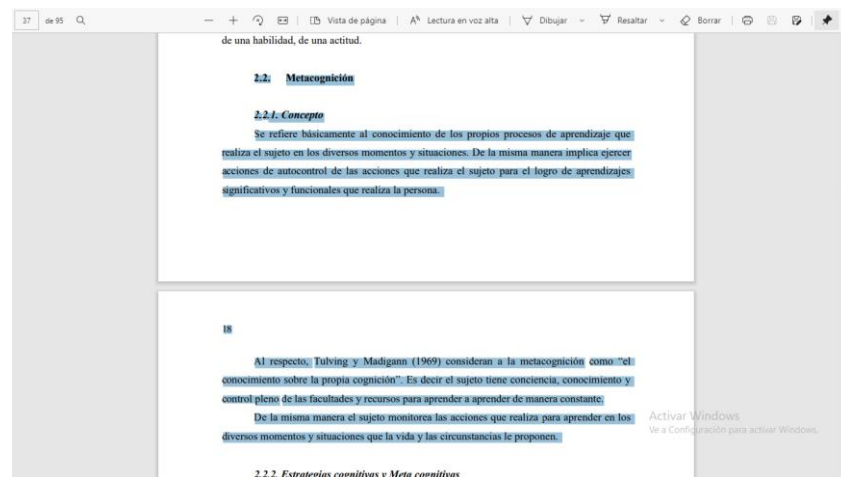 37 de 95 Vista de página Lectura en voz alta Dibujar Resaltar Borrar
de una habilidad, de una actitud.
2.2. Metacognición
2.2.1. Concepto
Se refiere básicamente al conocimiento de los propios procesos de aprendizaje que
realiza el sujeto en los diversos momentos y situaciones. De la misma manera implica ejercer
acciones de autocontrol de las acciones que realiza el sujeto para el logro de aprendizajes
significativos y funcionales que realiza la persona.
18
Al respecto, Tulving y Madigann (1969) consideran a la metacognición como "el
conocimiento sobre la propia cognición". Es decir el sujeto tiene conciencia, conocimiento y
control pleno de las facultades y recursos para aprender a aprender de manera constante.
De la misma manera el sujeto monitorea las acciones que realiza para aprender en los
diversos momentos y situaciones que la vida y las circunstancias le proponen.
Activar Windows
Ve a Configuración para activar Windows.
2.2.2. Estrategias cognitivas y Meta cognitivas